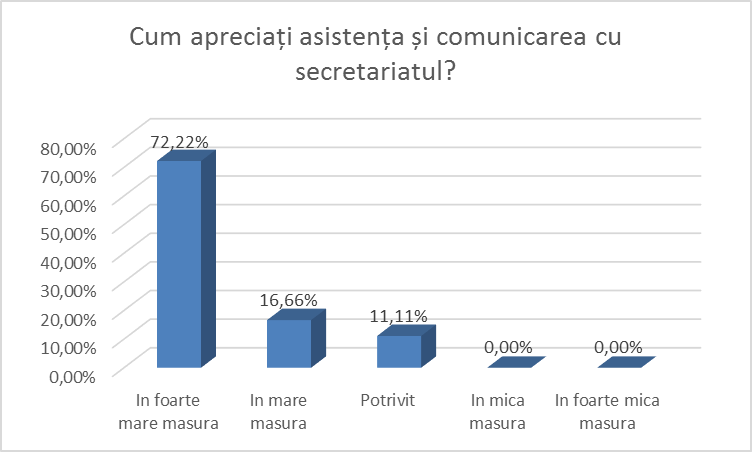 Cum apreciați asistența și comunicarea cu
secretariatul?
80,00%
70,00%
60,00%
50,00%
40,00%
30,00%
20,00%
10,00%
0,00%
72,22%
16,66%
11,11%
0,00%
0,00%
In foarte
mare masura
In mare
masura
Potrivit
In mica
masura
In foarte mica
masura